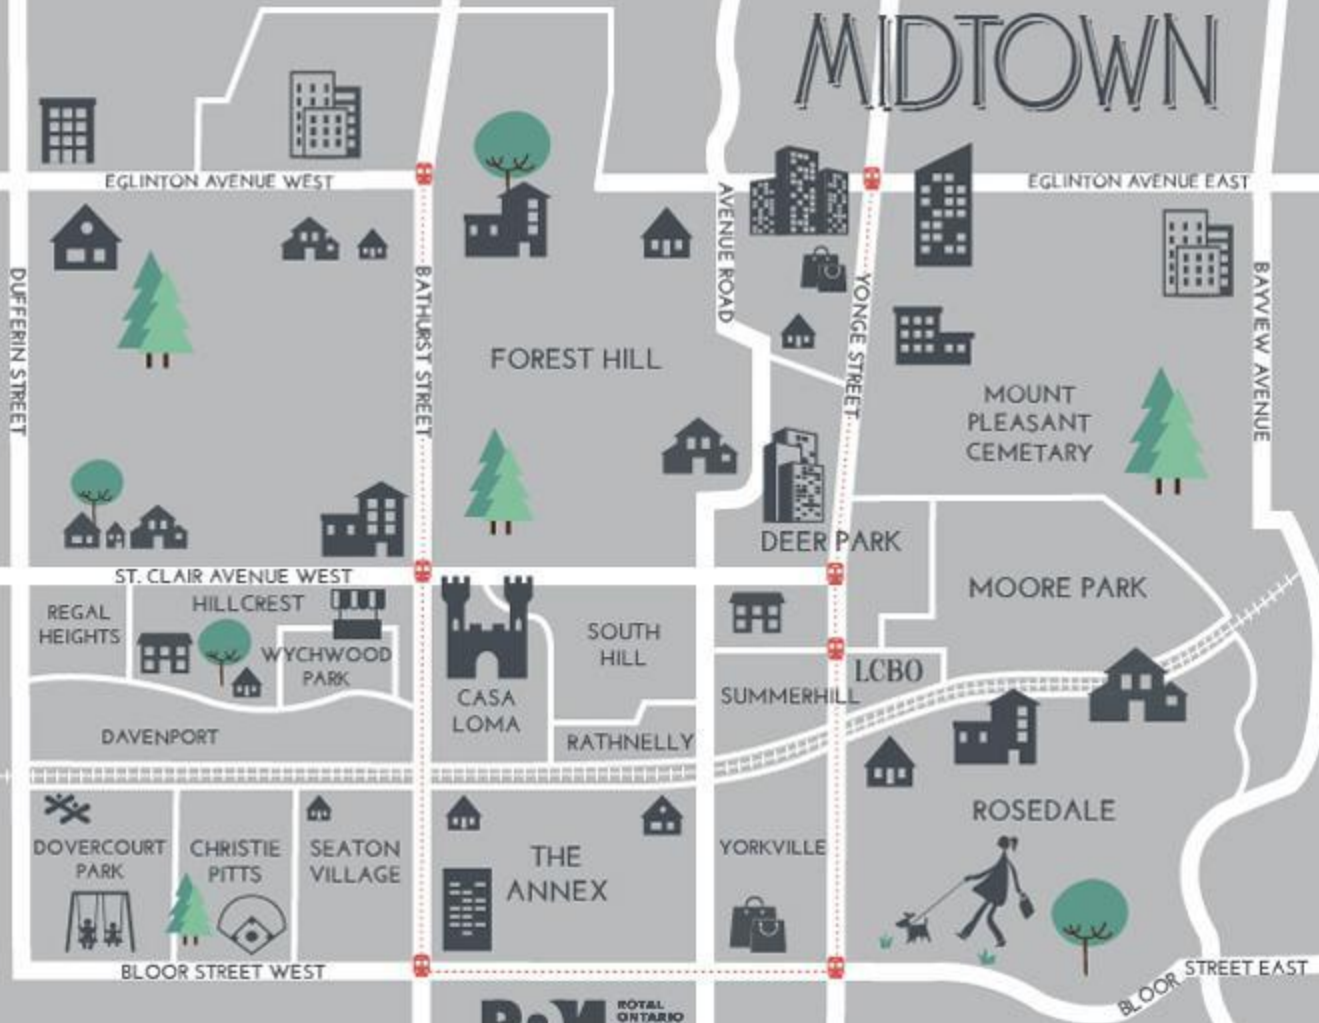 MIDTOWN
EGLINTON AVENUE WEST
EGLINTON AVENUE EAST
AVENUE ROAD
DUFFERIN STREET
BATHURST STREET
YONGE STREET
BAYVIEW AVENUE
FOREST HILL
MOUNT
PLEASANT
CEMETARY
DEER PARK
ST. CLAIR AVENUE WEST
MOORE PARK
REGAL
HEIGHTS
HILLCREST
WYCHWOOD
PARK
SOUTH
HILL
CASA
LOMA
LCBO
SUMMERHILL
DAVENPORT
RATHNELLY
ROSEDALE
DOVERCOURT
PARK
CHRISTIE
PITTS
SEATON
VILLAGE
THE
ANNEX
YORKVILLE
BLOOR STREET WEST
BLOOR STREET EAST
ROM
ROYAL
ONTARIO